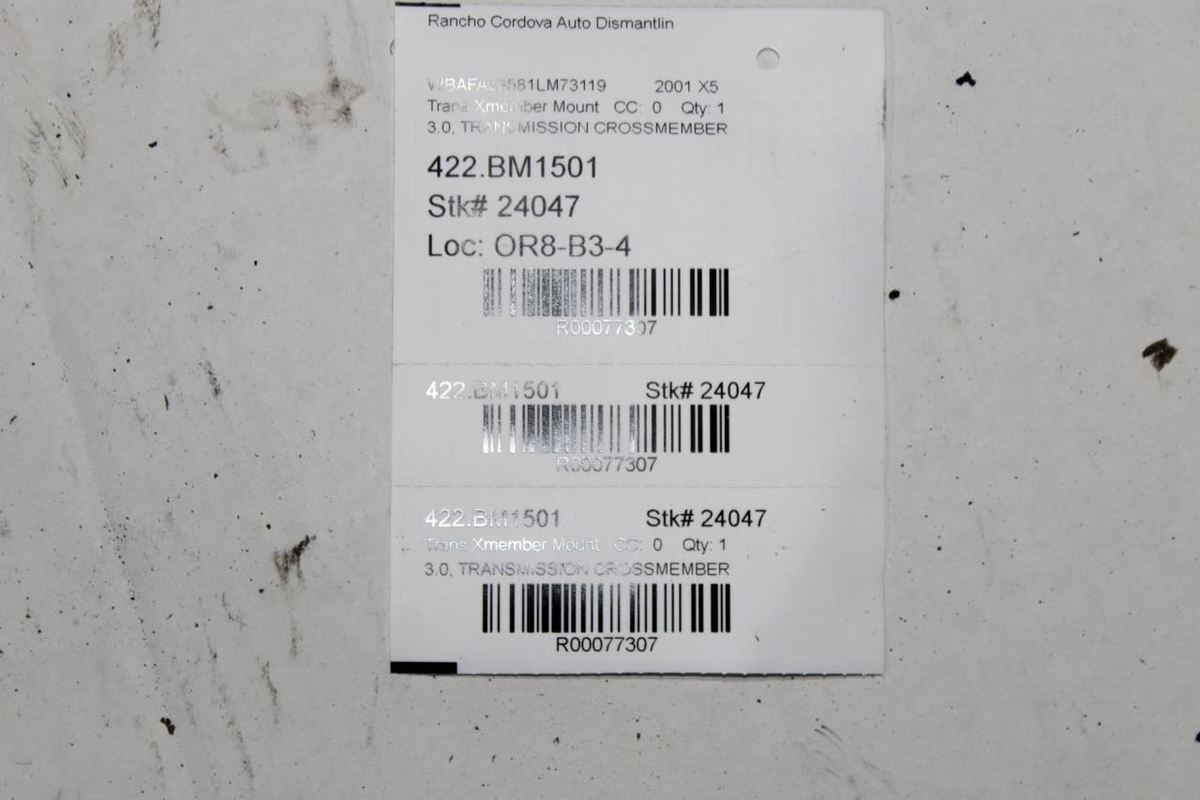 Rancho Cordova Auto Dismantlin
2001 X5
Trans Xmember Mount CC: 0 Qty: 1
3.0, TRANSMISSION CROSSMEMBER
422.BM1501
Stk# 24047
Loc: OR8-B3-4
R00077307
422.BM1501 Stk# 24047
R00077307
422.BM1501 Stk# 24047
Trans Xmember Mount CC: 0 Qty: 1
3.0, TRANSMISSION CROSSMEMBER
R00077307